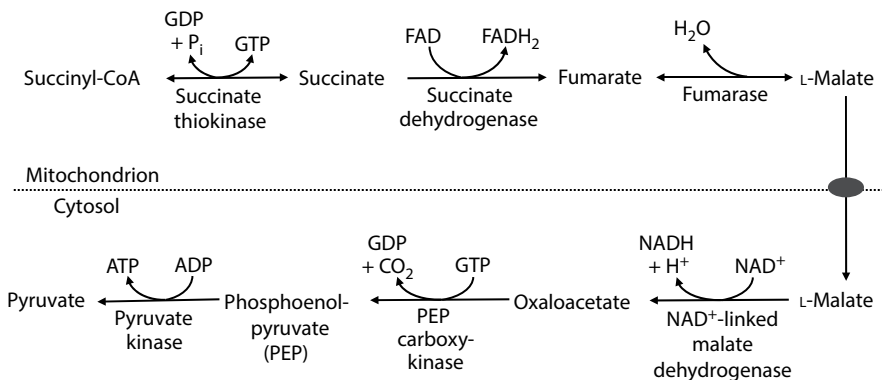 GDP
+ Pi GTP
FAD FADH2
H2O
Succinyl-CoA Succinate Fumarate L-Malate
Succinate
thiokinase
Succinate
dehydrogenase
Fumarase
Mitochondrion
Cytosol
ATP ADP
GDP
+ CO2 GTP
NADH
+ H+ NAD+
Pyruvate Phosphoenol-
pyruvate
(PEP)
Oxaloacetate L-Malate
Pyruvate
kinase
PEP
carboxy-
kinase
NAD+-linked
malate
dehydrogenase